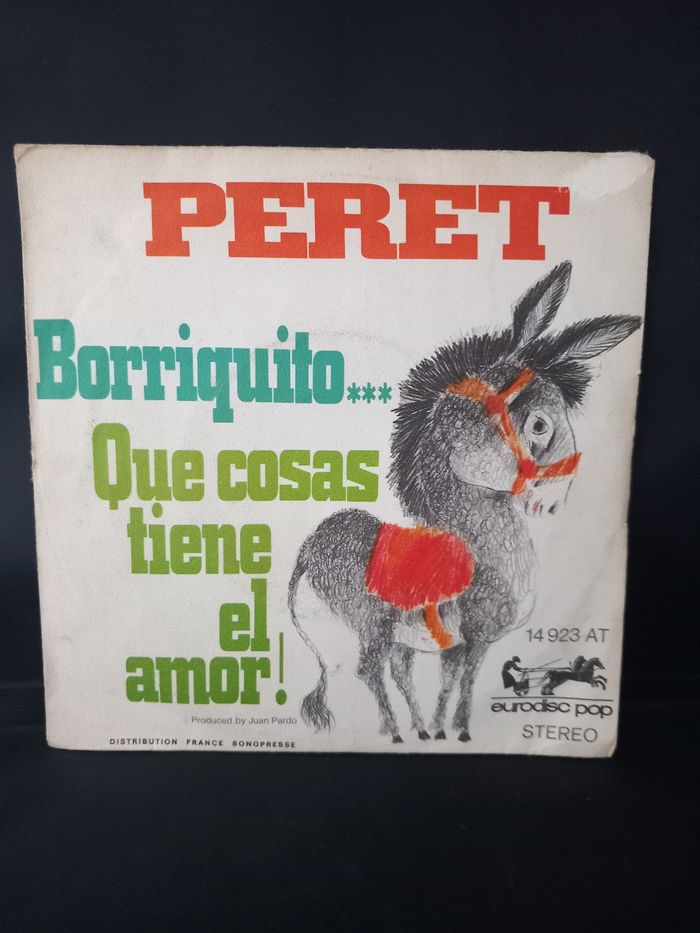 PERET
Borriquito***
Que cosas
tiene
el
amor!
Produced by Juan Pardo
DISTRIBUTION FRANCE SONOPRESSE
14 923 AT
eurodisc pop
STEREO